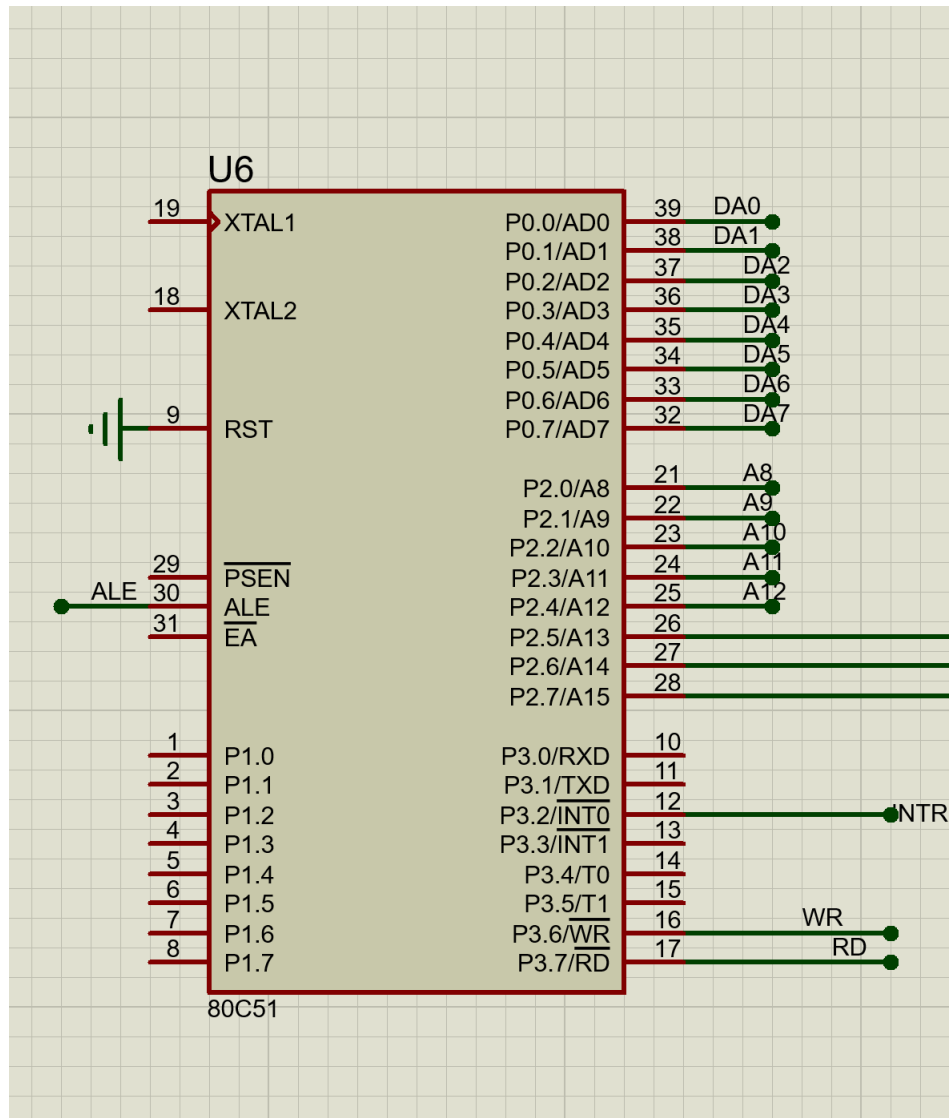 U6
19 XTAL1
18 XTAL2
9 RST
29 PSEN
ALE 30 ALE
31 EA
1 P1.0
2 P1.1
3 P1.2
4 P1.3
5 P1.4
6 P1.5
7 P1.6
8 P1.7
P0.0/AD0 39 DA0
P0.1/AD1 38 DA1
P0.2/AD2 37 DA2
P0.3/AD3 36 DA3
P0.4/AD4 35 DA4
P0.5/AD5 34 DA5
P0.6/AD6 33 DA6
P0.7/AD7 32 DA7
P2.0/A8 21 A8
P2.1/A9 22 A9
P2.2/A10 23 A10
P2.3/A11 24 A11
P2.4/A12 25 A12
P2.5/A13 26
P2.6/A14 27
P2.7/A15 28
P3.0/RXD 10
P3.1/TXD 11
P3.2/INT0 12 INTR
P3.3/INT1 13
P3.4/T0 14
P3.5/T1 15
P3.6/WR 16 WR
P3.7/RD 17 RD
80C51